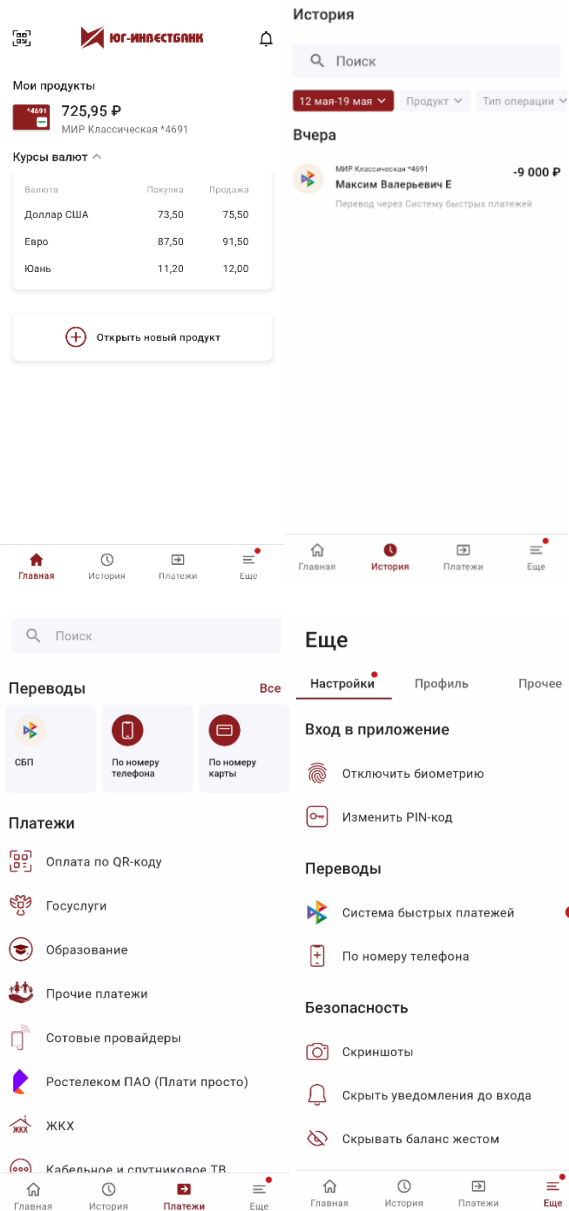 ЮГ-ИНВЕСТБАНК
Мои продукты
*4691
725,95 ₽
МИР Классическая *4691
Курсы валют
Валюта Покупка Продажа
Доллар США 73,50 75,50
Евро 87,50 91,50
Юань 11,20 12,00
Открыть новый продукт
Главная История Платежи Еще
История
Поиск
12 мая-19 мая Продукт Тип операции
Вчера
МИР Классическая *4691
Максим Валерьевич Е -9 000 ₽
Перевод через Систему быстрых платежей
Главная История Платежи Еще
Поиск
Переводы Все
СБП
По номеру телефона
По номеру карты
Платежи
Оплата по QR-коду
Госуслуги
Образование
Прочие платежи
Сотовые провайдеры
Ростелеком ПАО (Плати просто)
ЖКХ
ЖКХ
Кабельное и спутниковое ТВ
Главная История Платежи Еще
Еще
Настройки Профиль Прочее
Вход в приложение
Отключить биометрию
Изменить PIN-код
Переводы
Система быстрых платежей
По номеру телефона
Безопасность
Скриншоты
Скрыть уведомления до входа
Скрывать баланс жестом
Главная История Платежи Еще